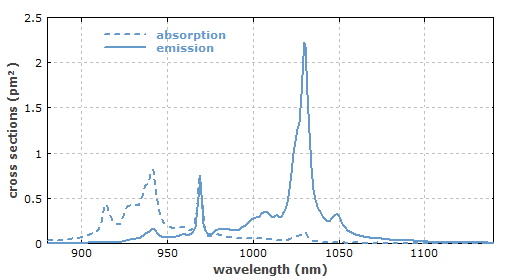 absorption
emission
cross sections (pm²)
2.5
2
1.5
1
0.5
0
900 950 1000 1050 1100
wavelength (nm)